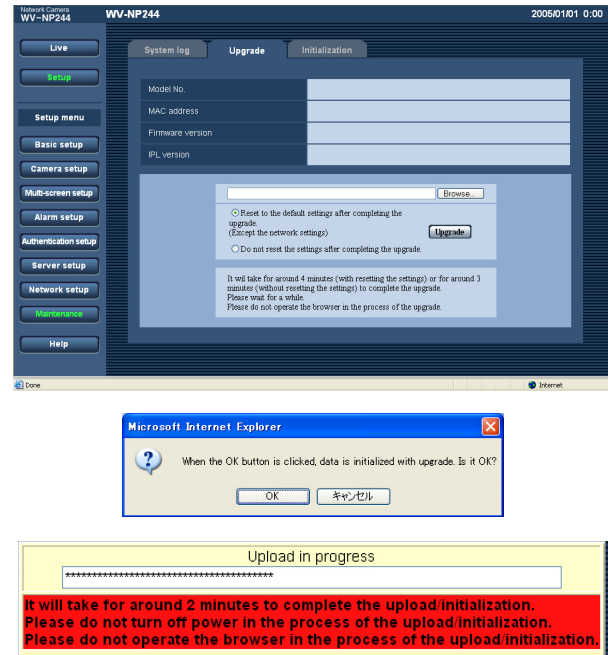 Network Camera
WV-NP244
WV-NP244
2005/01/01 0:00
Live
Setup
Setup menu
Basic setup
Camera setup
Multi-screen setup
Alarm setup
Authentication setup
Server setup
Network setup
Maintenance
Help
System log
Upgrade
Initialization
Model No.
MAC address
Firmware version
IPL version
Browse...
Reset to the default settings after completing the
upgrade.
(Except the network settings)
Upgrade
Do not reset the settings after completing the upgrade.
It wil take for around 4 minutes (with resetting the settings) or for around 3
minutes (without resetting the settings) to complete the upgrade.
Please wait for a while.
Please do not operate the browser in the process of the upgrade.
Done
Internet
Microsoft Internet Explorer
When the OK button is clicked, data is initialized with upgrade. Is it OK?
OK
キャンセル
Upload in progress
****************************************
It will take for around 2 minutes to complete the upload/initialization.
Please do not turn off power in the process of the upload/initialization.
Please do not operate the browser in the process of the upload/initialization.